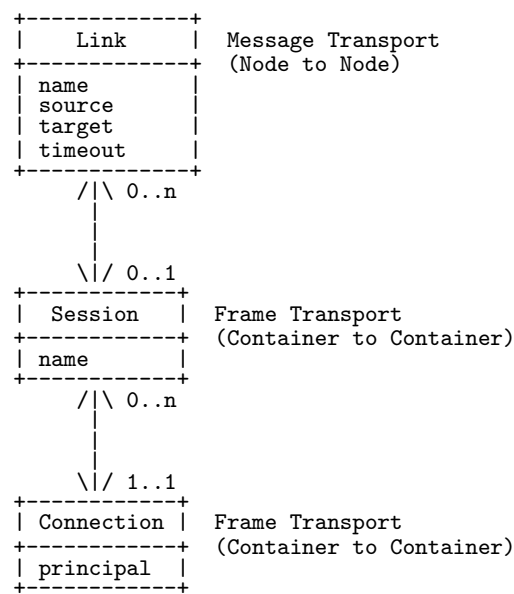 Link Message Transport
(Node to Node)
name
source
target
timeout
0..n
0..1
Session Frame Transport
(Container to Container)
name
0..n
1..1
Connection Frame Transport
(Container to Container)
principal